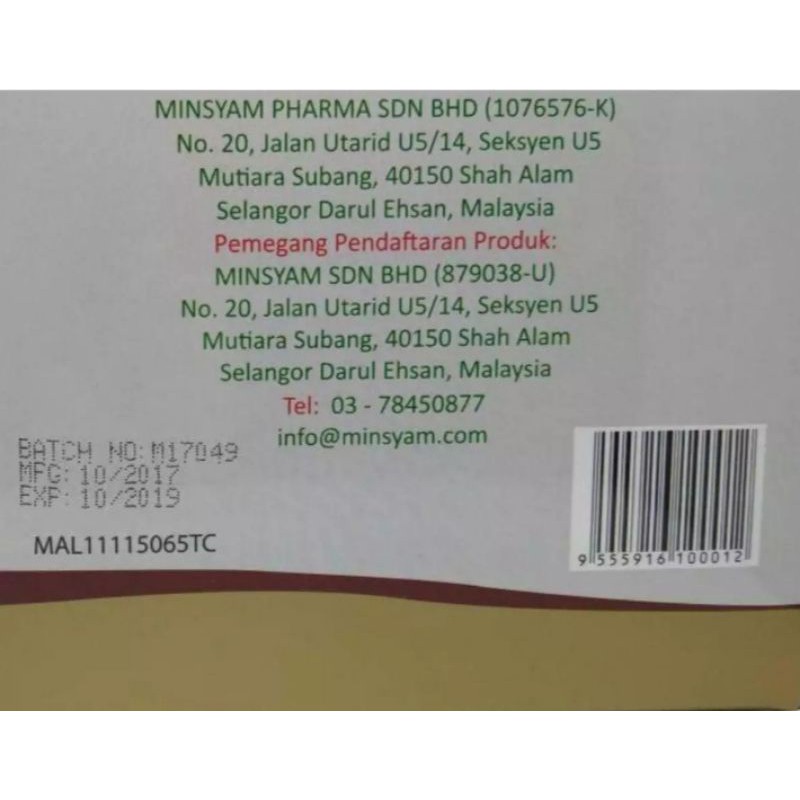 MINSYAM PHARMA SDN BHD (1076576-K)
No. 20, Jalan Utarid U5/14, Seksyen U5
Mutiara Subang, 40150 Shah Alam
Selangor Darul Ehsan, Malaysia
Pemegang Pendaftaran Produk:
MINSYAM SDN BHD (879038-U)
No. 20, Jalan Utarid U5/14, Seksyen U5
Mutiara Subang, 40150 Shah Alam
Selangor Darul Ehsan, Malaysia
Tel: 03 - 78450877
info@minsyam.com
BATCH NO: M17049
MFG: 10/2017
EXP: 10/2019
MAL11115065TC
9 555916 100012